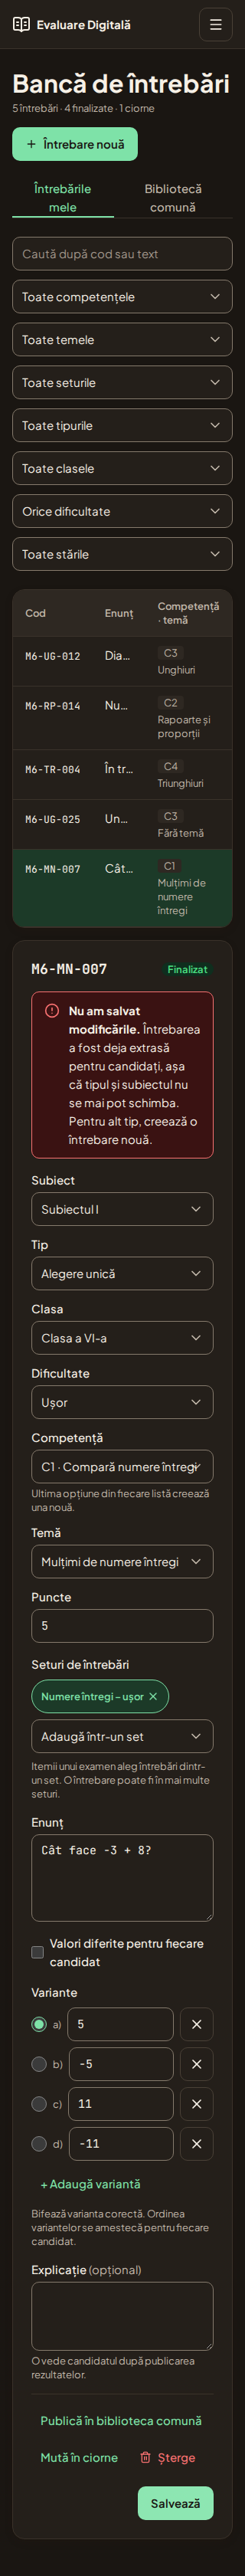 Evaluare Digitală
Bancă de întrebări
5 întrebări · 4 finalizate · 1 ciorne
+ Întrebare nouă
Întrebările
mele
Bibliotecă
comună
Caută după cod sau text
Toate competențele
Toate temele
Toate seturile
Toate tipurile
Toate clasele
Orice dificultate
Toate stările
Cod
Enunț
Competență
· temă
M6-UG-012
Dia…
C3
Unghiuri
M6-RP-014
Nu…
C2
Rapoarte și
proporții
M6-TR-004
În tr…
C4
Triunghiuri
M6-UG-025
Un…
C3
Fără temă
M6-MN-007
Cât…
C1
Mulțimi de
numere
întregi
M6-MN-007
Finalizat
Nu am salvat
modificările. Întrebarea
a fost deja extrasă
pentru candidați, așa
că tipul și subiectul nu
se mai pot schimba.
Pentru alt tip, creează o
întrebare nouă.
Subiect
Subiectul I
Tip
Alegere unică
Clasa
Clasa a VI-a
Dificultate
Ușor
Competență
C1 · Compară numere întregi
Ultima opțiune din fiecare listă creează
una nouă.
Temă
Mulțimi de numere întregi
Puncte
5
Seturi de întrebări
Numere întregi – ușor
Adaugă într-un set
Itemii unui examen aleg întrebări dintr-
un set. O întrebare poate fi în mai multe
seturi.
Enunț
Cât face -3 + 8?
Valori diferite pentru fiecare
candidat
Variante
a) 5
b) -5
c) 11
d) -11
+ Adaugă variantă
Bifează varianta corectă. Ordinea
variantelor se amestecă pentru fiecare
candidat.
Explicație (opțional)
O vede candidatul după publicarea
rezultatelor.
Publică în biblioteca comună
Mută în ciorne
Șterge
Salvează